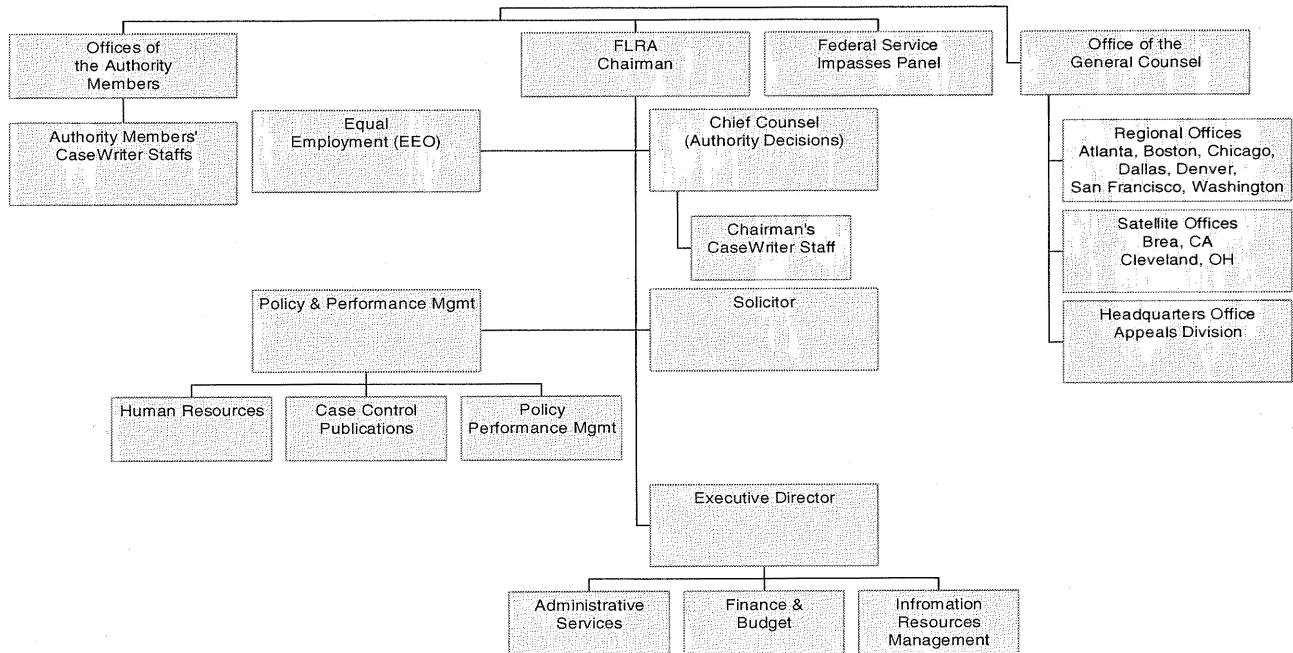 Offices of
the Authority
Members
FLRA
Chairman
Federal Service
Impasses Panel
Office of the
General Counsel
Authority Members'
CaseWriter Staffs
Equal
Employment (EEO)
Chief Counsel
(Authority Decisions)
Regional Offices
Atlanta, Boston, Chicago,
Dallas, Denver,
San Francisco, Washington
Chairman's
CaseWriter Staff
Satellite Offices
Brea, CA
Cleveland, OH
Policy & Performance Mgmt
Solicitor
Headquarters Office
Appeals Division
Human Resources
Case Control
Publications
Policy
Performance Mgmt
Executive Director
Administrative
Services
Finance &
Budget
Infromation
Resources
Management